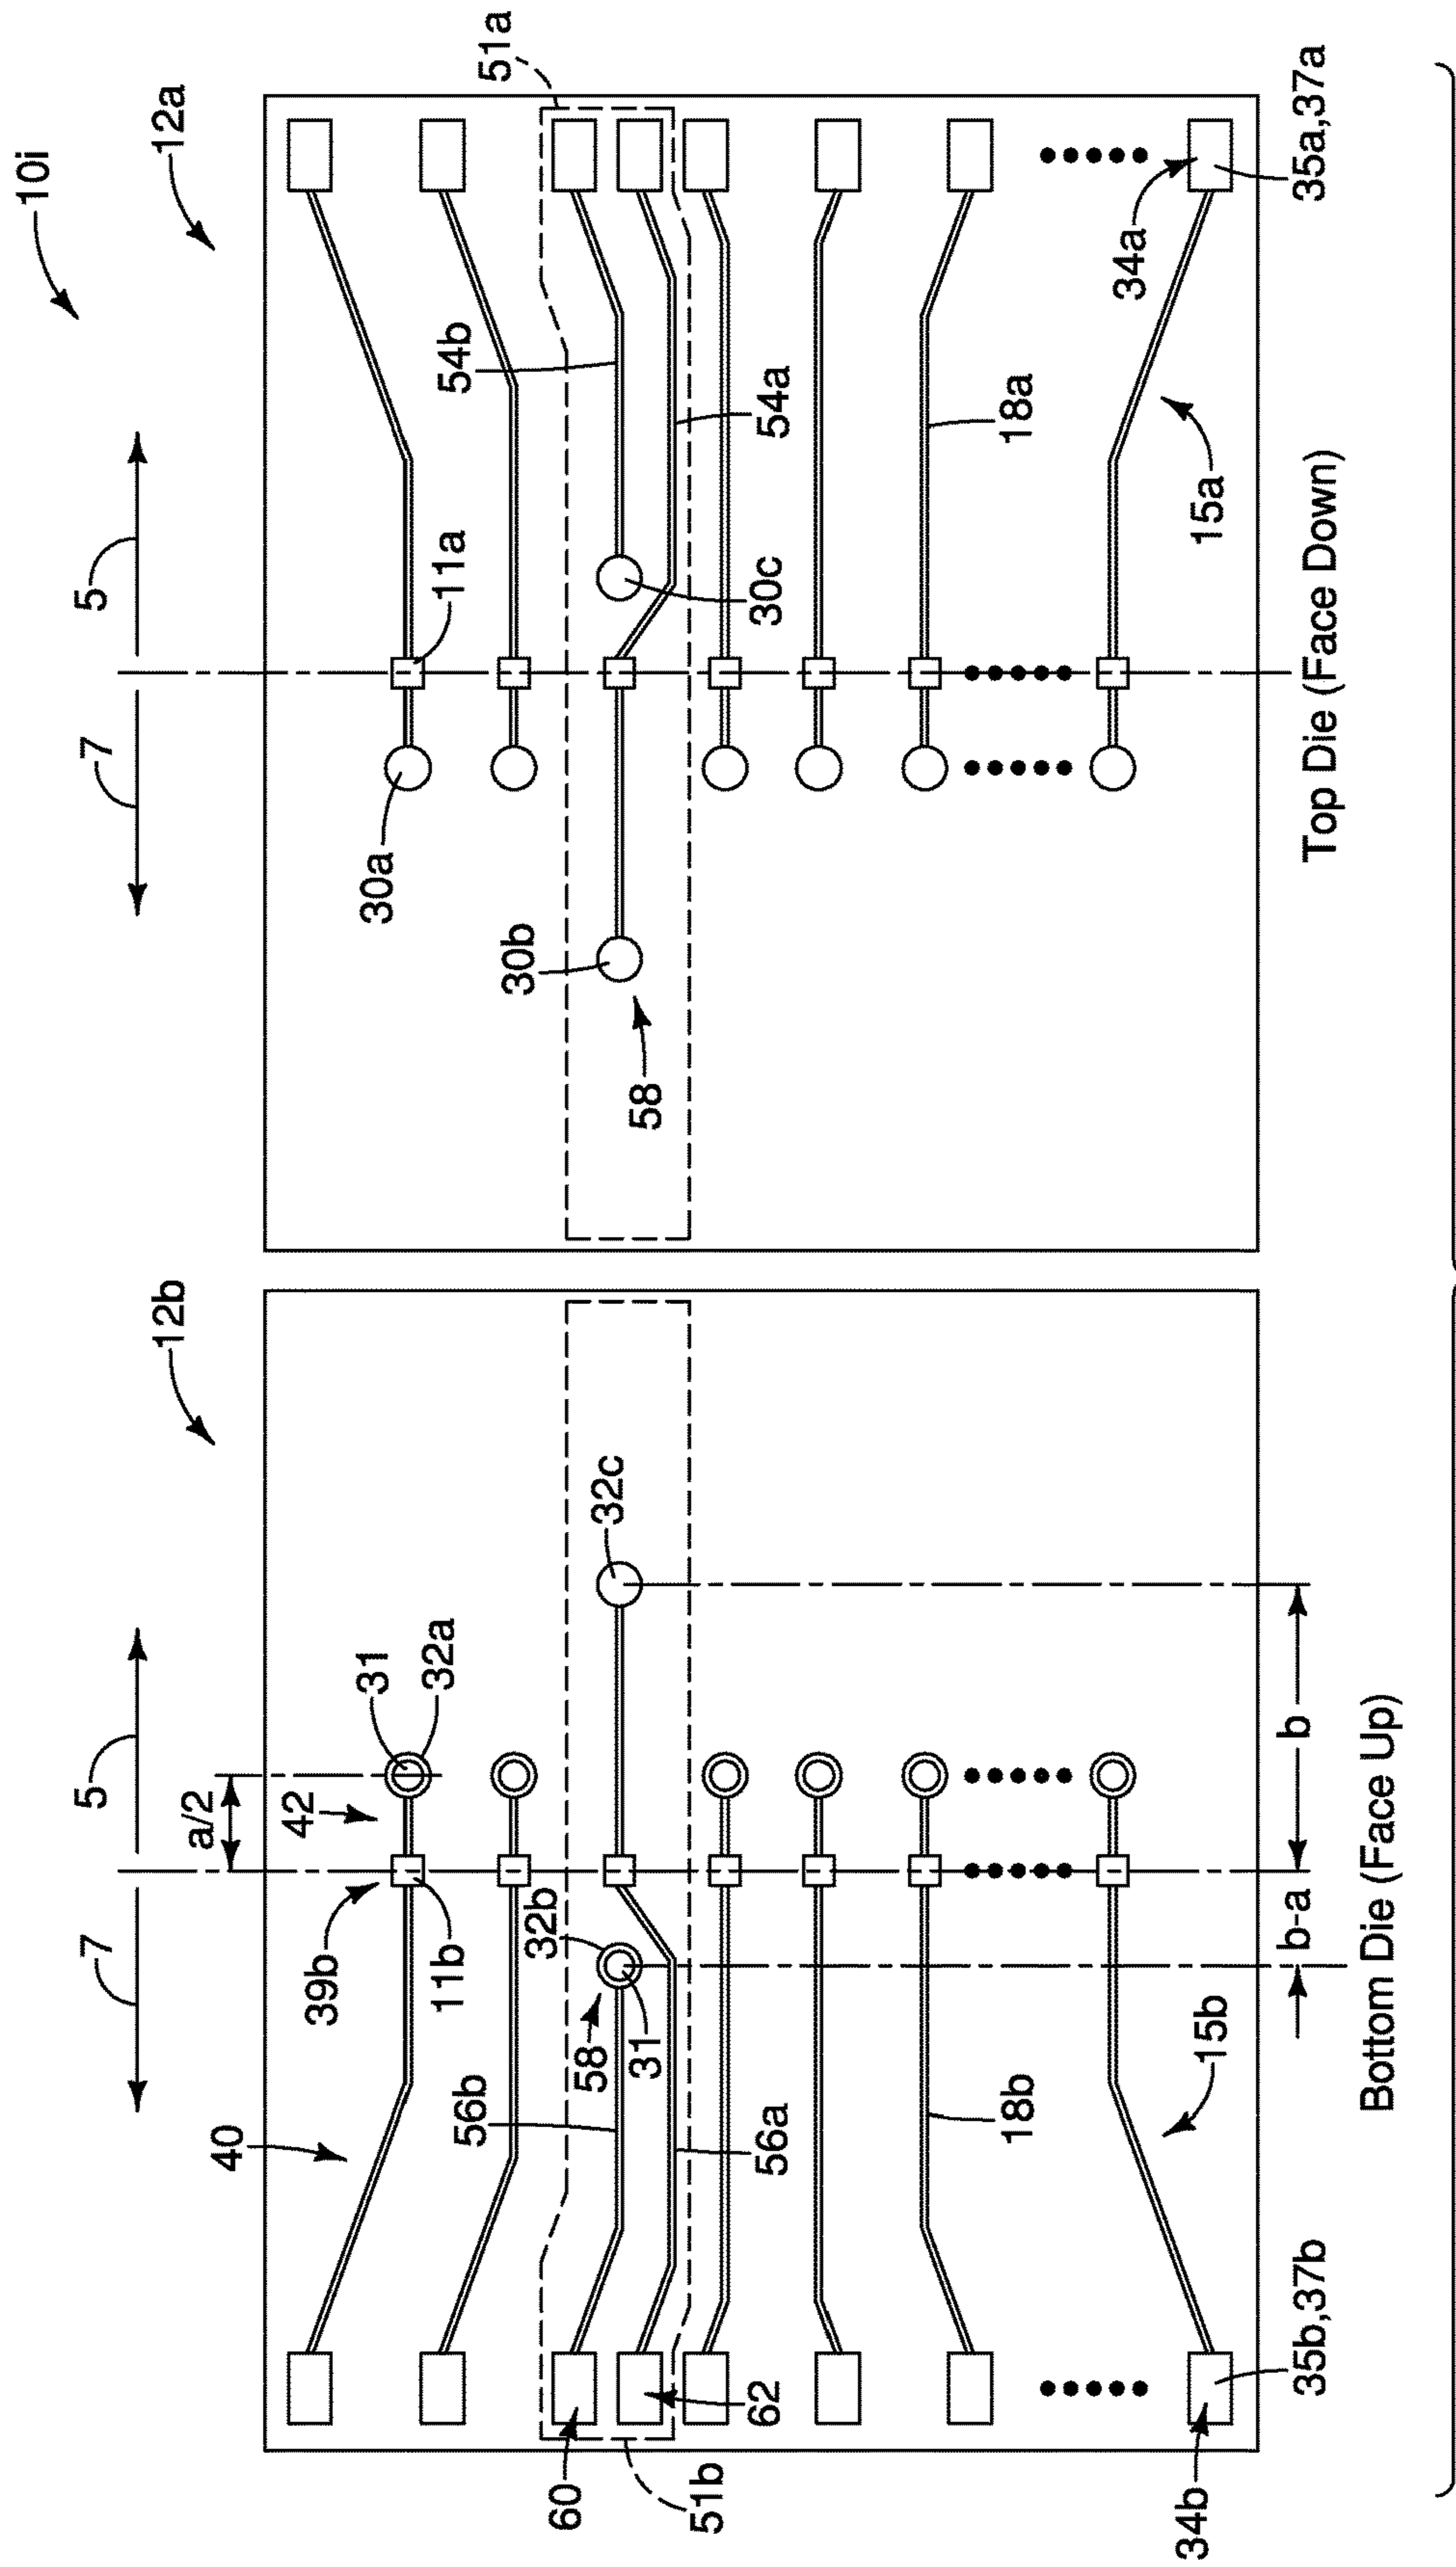 10i
12b
12a
7
5
7
5
a/2
40
39b
42
31
32a
11b
30a
11a
51a
56b
58
32b
31
32c
30b
58
54b
30c
54a
60
62
51b
56a
18b
15b
18a
15a
34a
34b
35b,37b
b-a
b
35a,37a
Bottom Die (Face Up)
Top Die (Face Down)